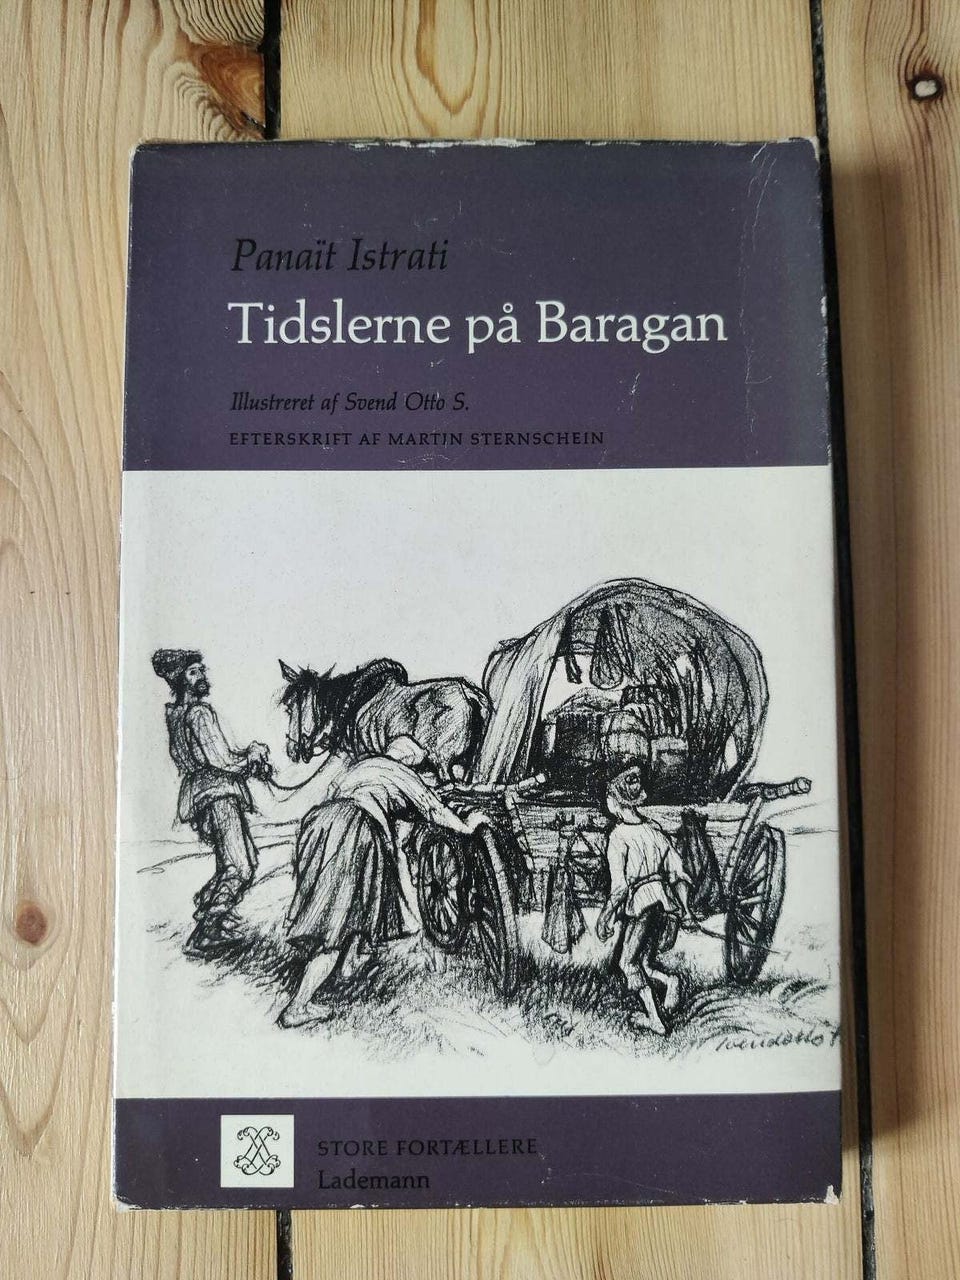 Panaït Istrati
Tidslerne på Baragan
Illustreret af Svend Otto S.
EFTERSKRIFT AF MARTIN STERNSCHEIN
STORE FORTÆLLERE
Lademann